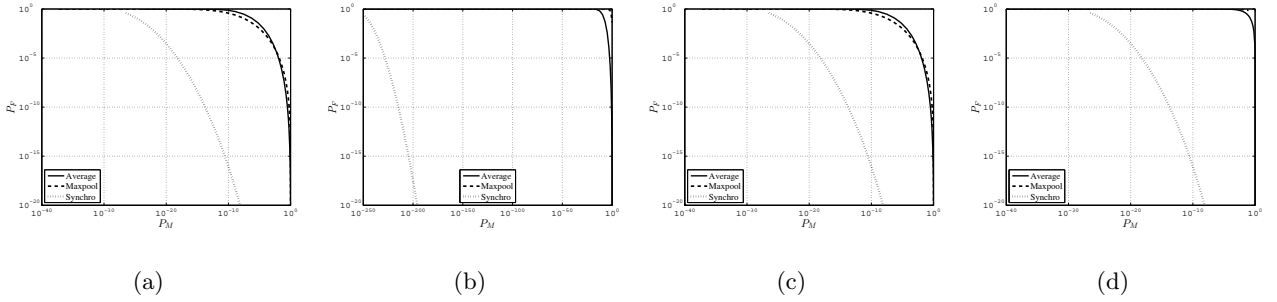 10^0
10^-5
10^-10
10^-15
10^-20
P_F
10^-40
10^-30
10^-20
10^-10
10^0
P_M
Average
Maxpool
Synchro
(a)
10^0
10^-5
10^-10
10^-15
10^-20
P_F
10^-250
10^-200
10^-150
10^-100
10^-50
10^0
P_M
Average
Maxpool
Synchro
(b)
10^0
10^-5
10^-10
10^-15
10^-20
P_F
10^-40
10^-30
10^-20
10^-10
10^0
P_M
Average
Maxpool
Synchro
(c)
10^0
10^-5
10^-10
10^-15
10^-20
P_F
10^-40
10^-30
10^-20
10^-10
10^0
P_M
Average
Maxpool
Synchro
(d)